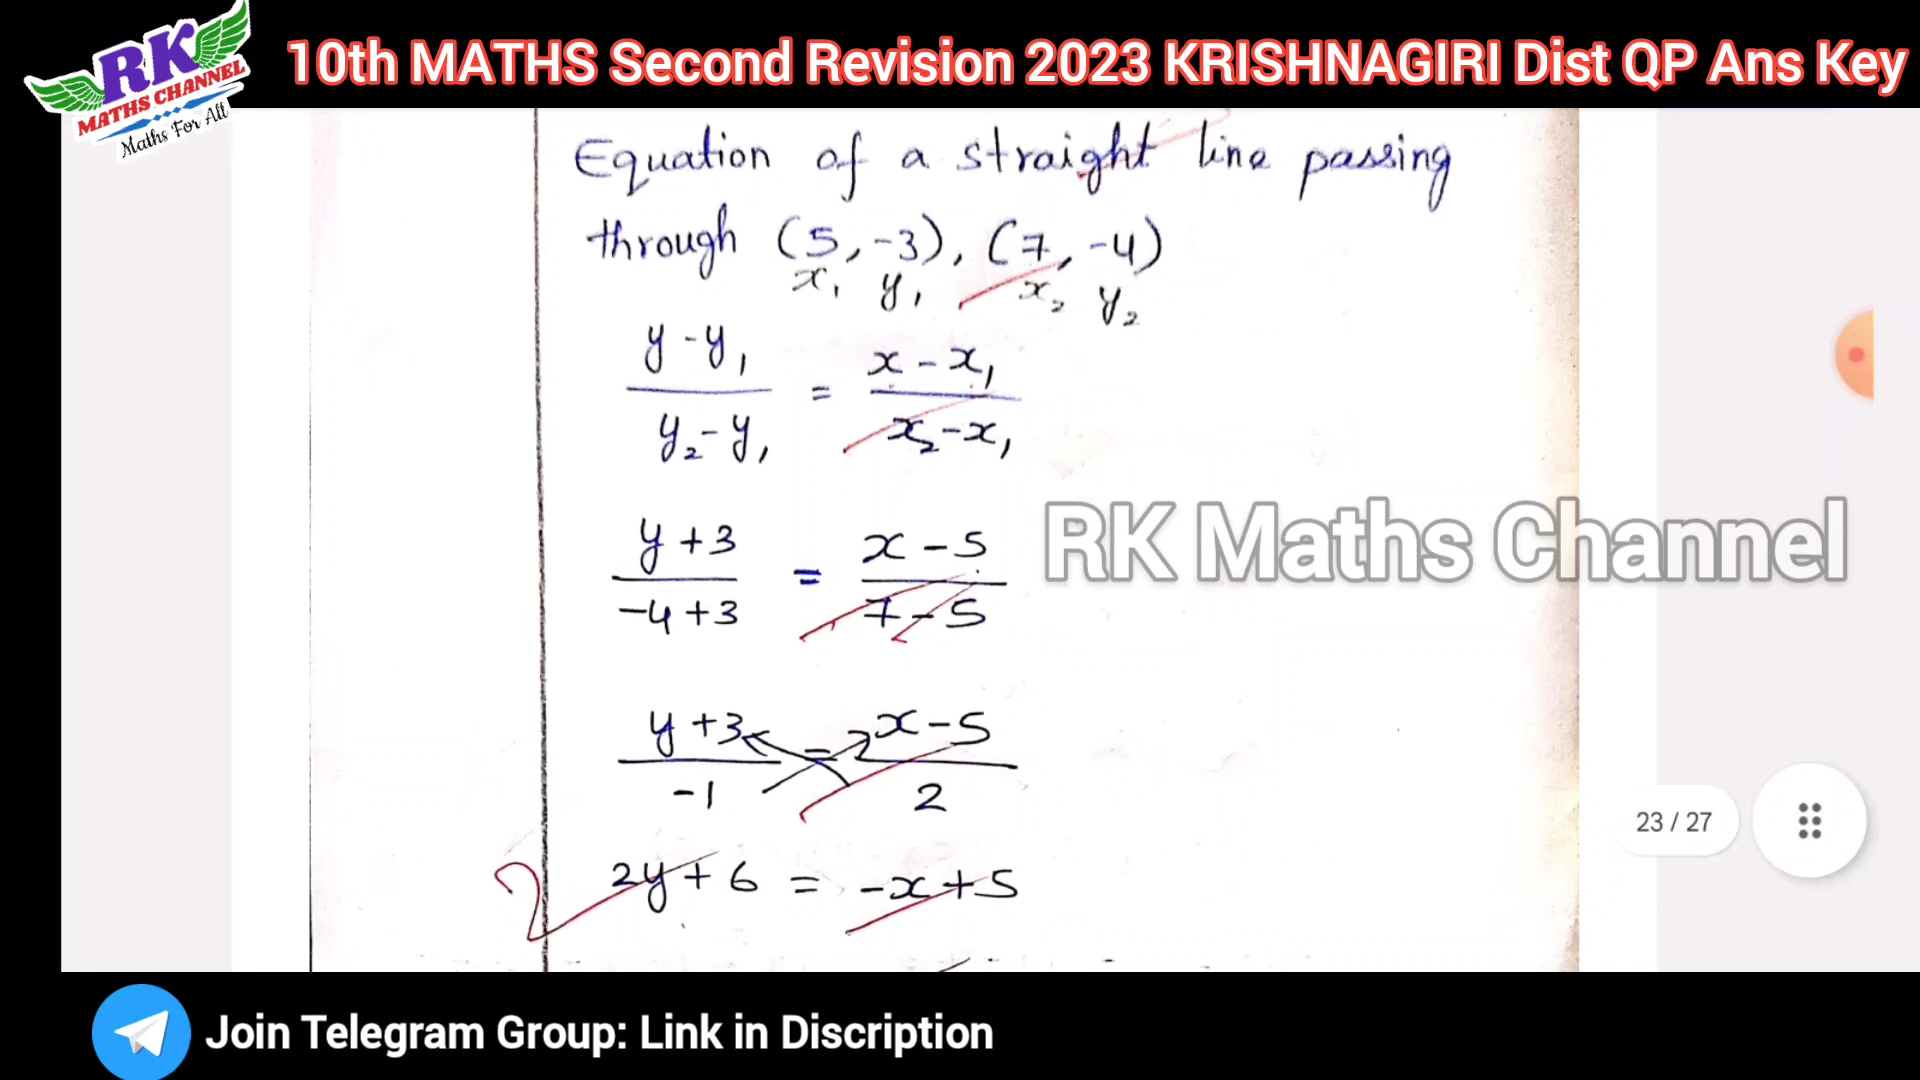 RK
MATHS CHANNEL
Maths For All
10th MATHS Second Revision 2023 KRISHNAGIRI Dist QP Ans Key
Equation of a straight line passing
through (5, -3), (7, -4)
x₁ y₁ x₂ y₂
y - y₁ / y₂ - y₁ = x - x₁ / x₂ - x₁
RK Maths Channel
y + 3 / -4 + 3 = x - 5 / 7 - 5
y + 3 / -1 = x - 5 / 2
23 / 27
2
2y + 6 = -x + 5
Join Telegram Group: Link in Discription